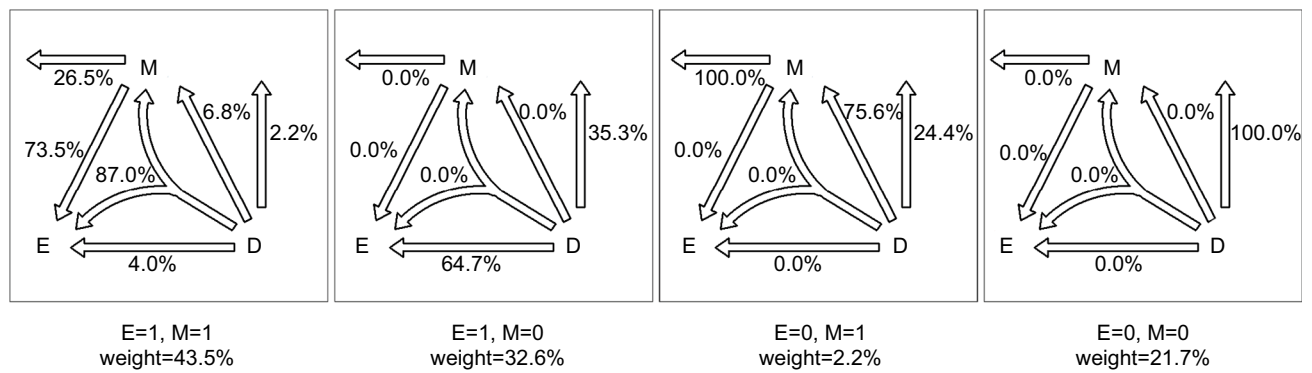 M
26.5%
6.8%
2.2%
73.5%
87.0%
E
D
4.0%
E=1, M=1
weight=43.5%
M
0.0%
0.0%
35.3%
0.0%
0.0%
E
D
64.7%
E=1, M=0
weight=32.6%
M
100.0%
75.6%
24.4%
0.0%
0.0%
E
D
0.0%
E=0, M=1
weight=2.2%
M
0.0%
0.0%
100.0%
0.0%
0.0%
E
D
0.0%
E=0, M=0
weight=21.7%